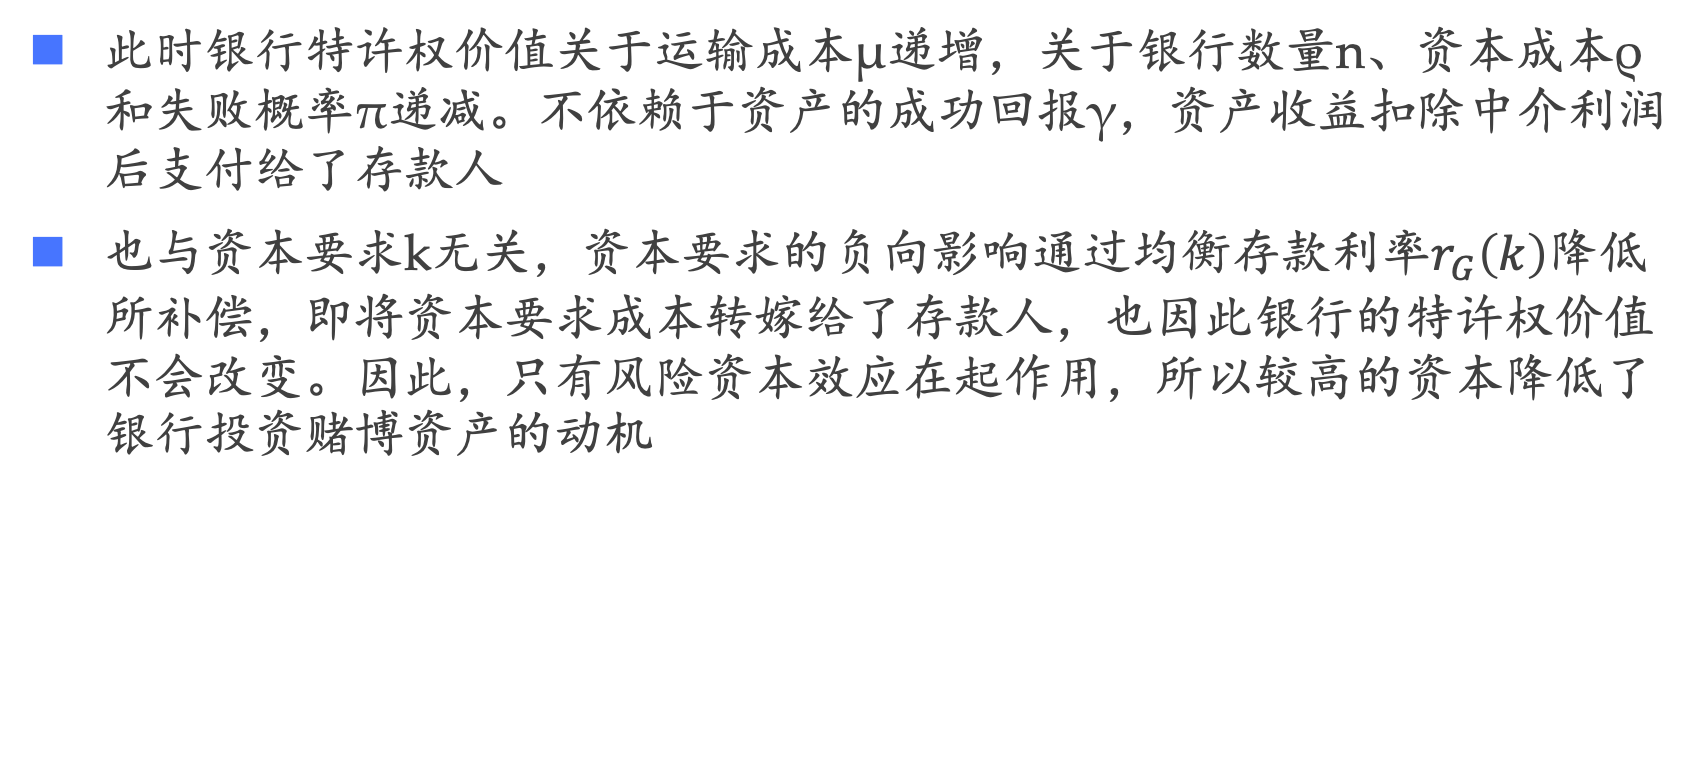 此时银行特许权价值关于运输成本μ递增，关于银行数量n、资本成本ϱ
和失败概率π递减。不依赖于资产的成功回报γ，资产收益扣除中介利润
后支付给了存款人
也与资本要求k无关，资本要求的负向影响通过均衡存款利率$r_G(k)$降低
所补偿，即将资本要求成本转嫁给了存款人，也因此银行的特许权价值
不会改变。因此，只有风险资本效应在起作用，所以较高的资本降低了
银行投资赌博资产的动机